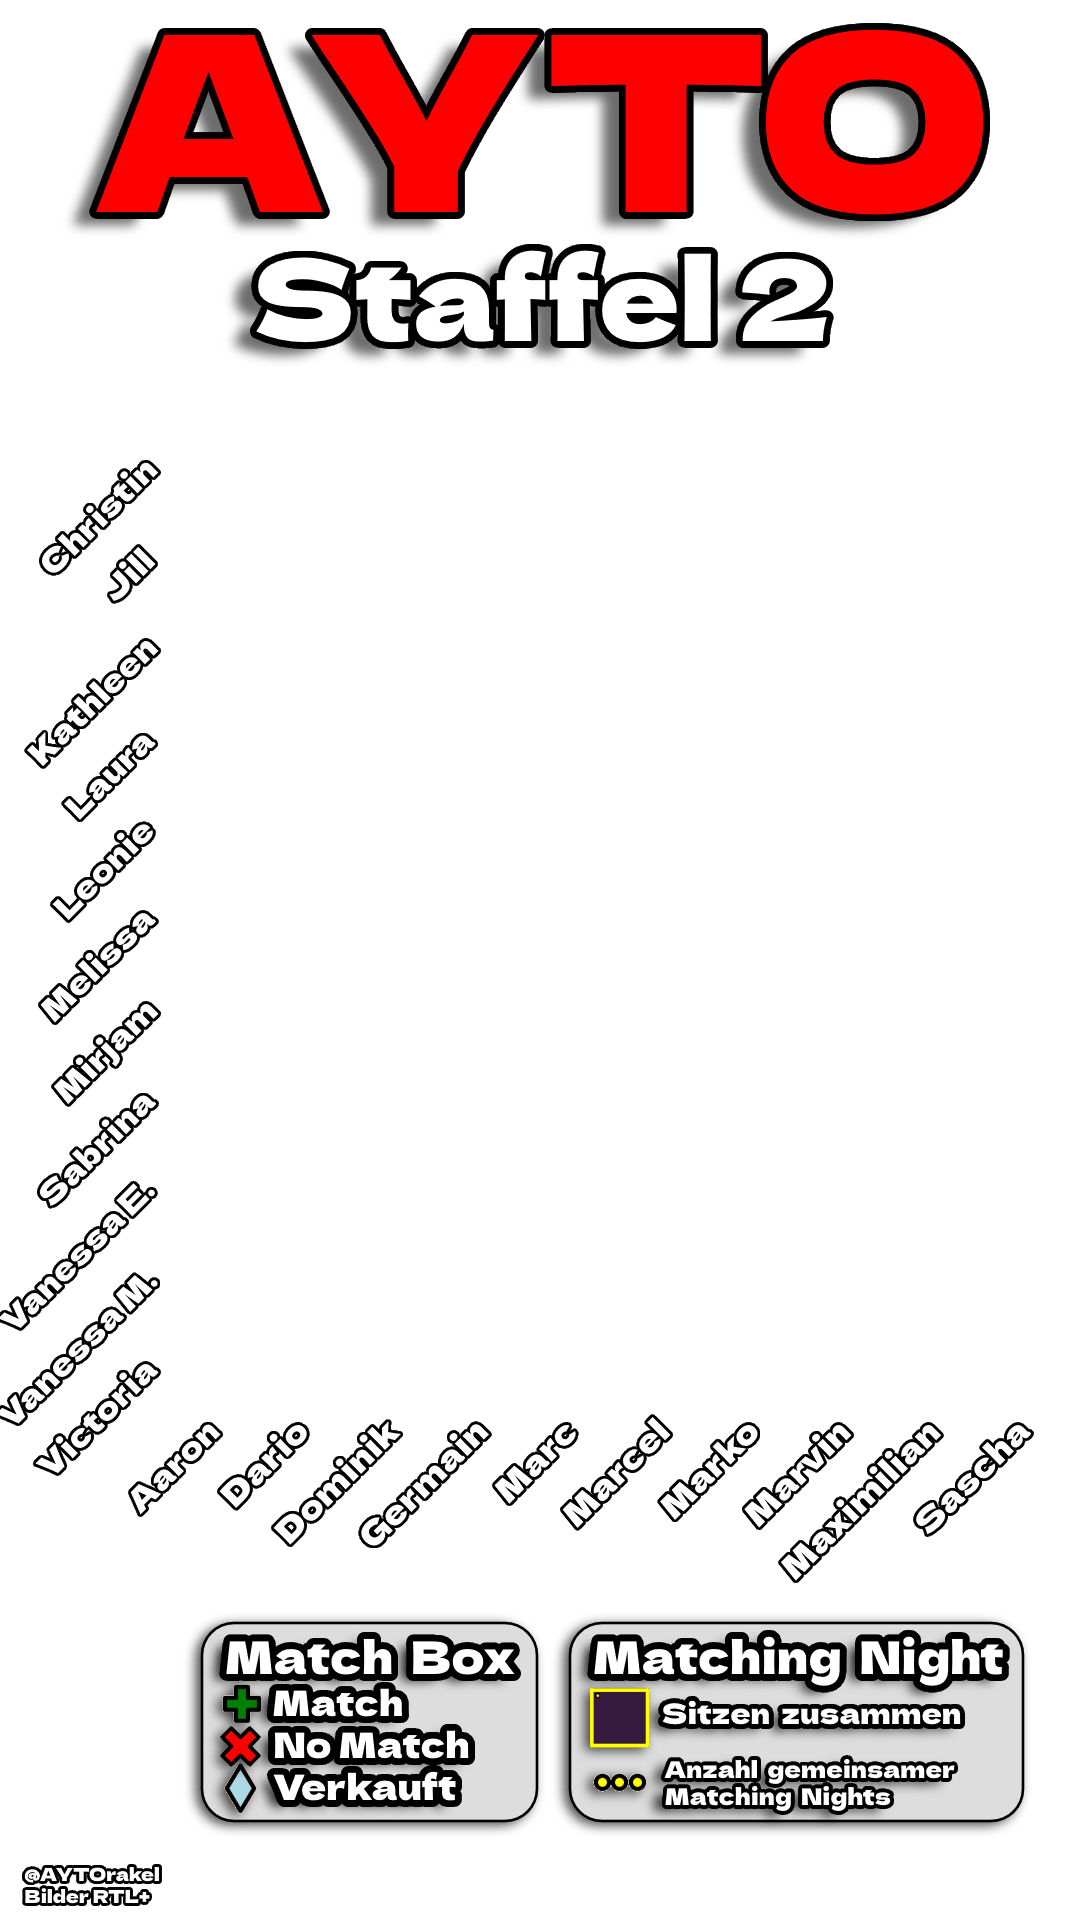 AYTO
Staffel 2
Christin
Jill
Kathleen
Laura
Leonie
Melissa
Mirjam
Sabrina
Vanessa E.
Vanessa M.
Victoria
Aaron
Dario
Dominik
Germain
Marc
Marcel
Marko
Marvin
Maximilian
Sascha
Match Box
Match
No Match
Verkauft
Matching Night
Sitzen zusammen
Anzahl gemeinsamer
Matching Nights
@AYTOrakel
Bilder RTL+